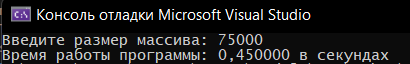 Консоль отладки Microsoft Visual Studio
Введите размер массива: 75000
Время работы программы: 0,450000 в секундах